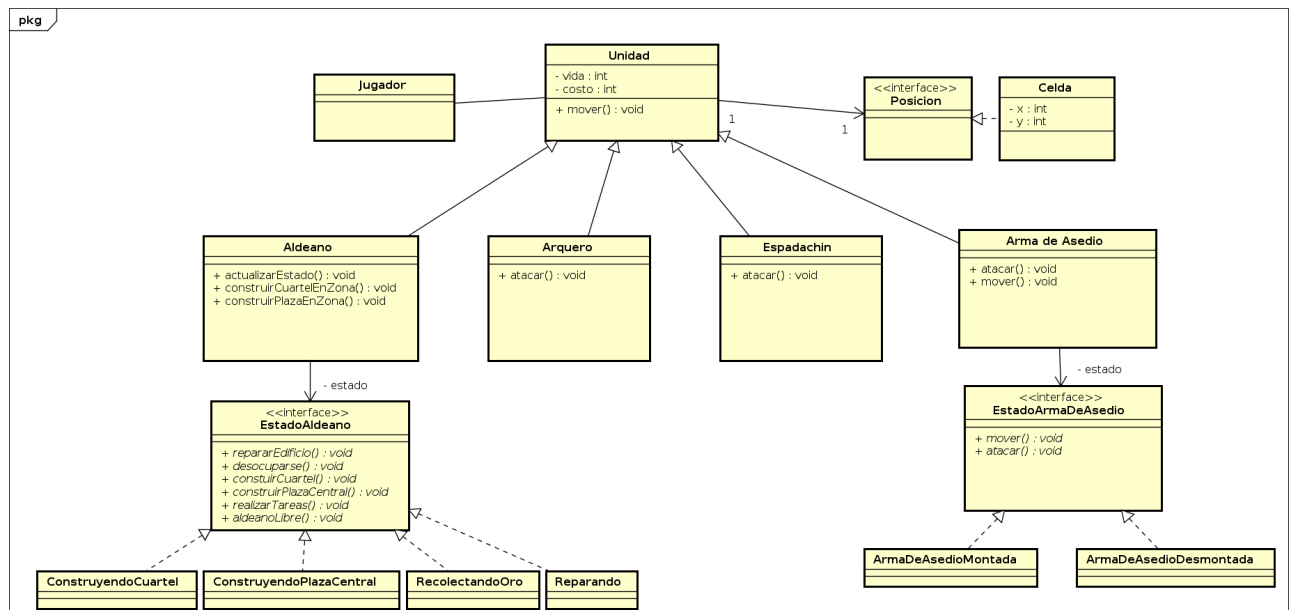 pkg
Unidad
- vida : int
- costo : int
+ mover() : void
Jugador
<<interface>>
Posicion
Celda
- x : int
- y : int
1
1
Aldeano
+ actualizarEstado() : void
+ construirCuartelEnZona() : void
+ construirPlazaEnZona() : void
Arquero
+ atacar() : void
Espadachin
+ atacar() : void
Arma de Asedio
+ atacar() : void
+ mover() : void
- estado
- estado
<<interface>>
EstadoAldeano
+ repararEdificio() : void
+ desocuparse() : void
+ constuirCuartel() : void
+ construirPlazaCentral() : void
+ realizarTareas() : void
+ aldeanoLibre() : void
<<interface>>
EstadoArmaDeAsedio
+ mover() : void
+ atacar() : void
ConstruyendoCuartel
ConstruyendoPlazaCentral
RecolectandoOro
Reparando
ArmaDeAsedioMontada
ArmaDeAsedioDesmontada